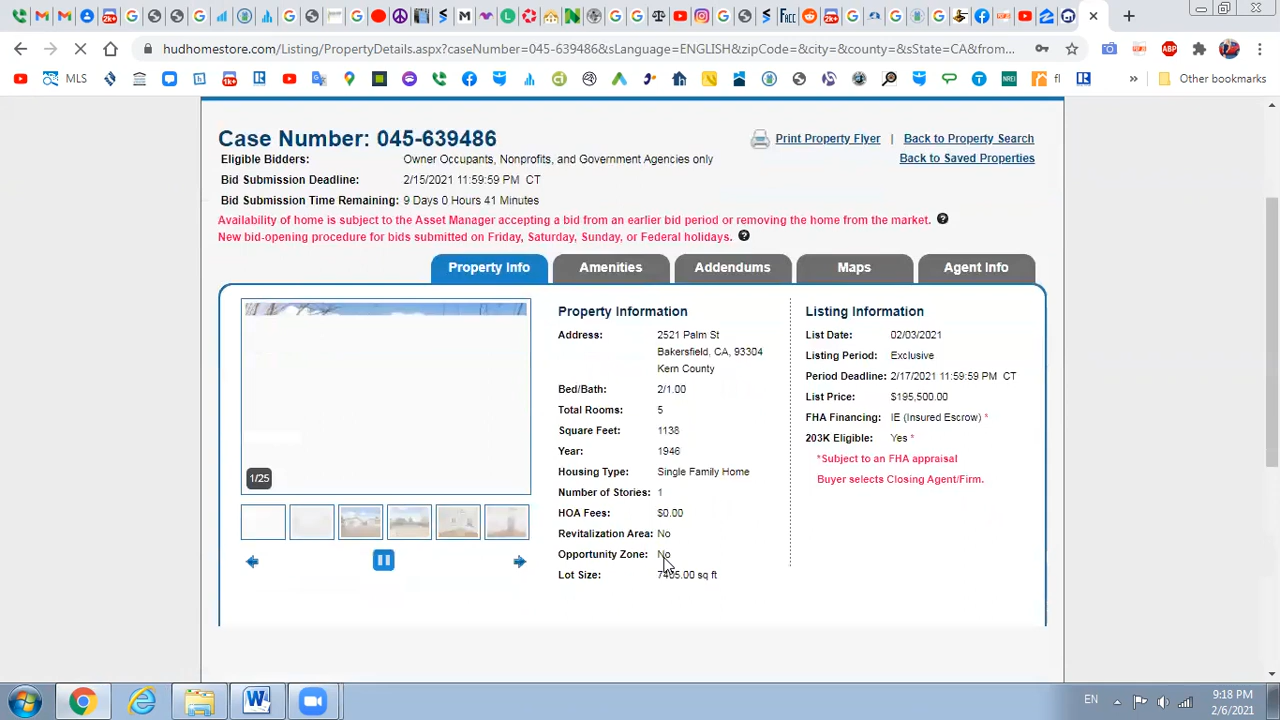 hudhomestore.com/Listing/PropertyDetails.aspx?caseNumber=045-639486&sLanguage=ENGLISH&zipCode=&city=&county=&sState=CA&from...
MLS
fl
» Other bookmarks
Case Number: 045-639486
Print Property Flyer | Back to Property Search
Back to Saved Properties
Eligible Bidders: Owner Occupants, Nonprofits, and Government Agencies only
Bid Submission Deadline: 2/15/2021 11:59:59 PM CT
Bid Submission Time Remaining: 9 Days 0 Hours 41 Minutes
Availability of home is subject to the Asset Manager accepting a bid from an earlier bid period or removing the home from the market.
New bid-opening procedure for bids submitted on Friday, Saturday, Sunday, or Federal holidays.
Property Info Amenities Addendums Maps Agent Info
1/25
Property Information
Address: 2521 Palm St
Bakersfield, CA, 93304
Kern County
Bed/Bath: 2/1.00
Total Rooms: 5
Square Feet: 1138
Year: 1946
Housing Type: Single Family Home
Number of Stories: 1
HOA Fees: $0.00
Revitalization Area: No
Opportunity Zone: No
Lot Size: sq ft
Listing Information
List Date: 02/03/2021
Listing Period: Exclusive
Period Deadline: 2/17/2021 11:59:59 PM CT
List Price: $195,500.00
FHA Financing: IE (Insured Escrow) *
203K Eligible: Yes *
*Subject to an FHA appraisal
Buyer selects Closing Agent/Firm.
EN
9:18 PM
2/6/2021